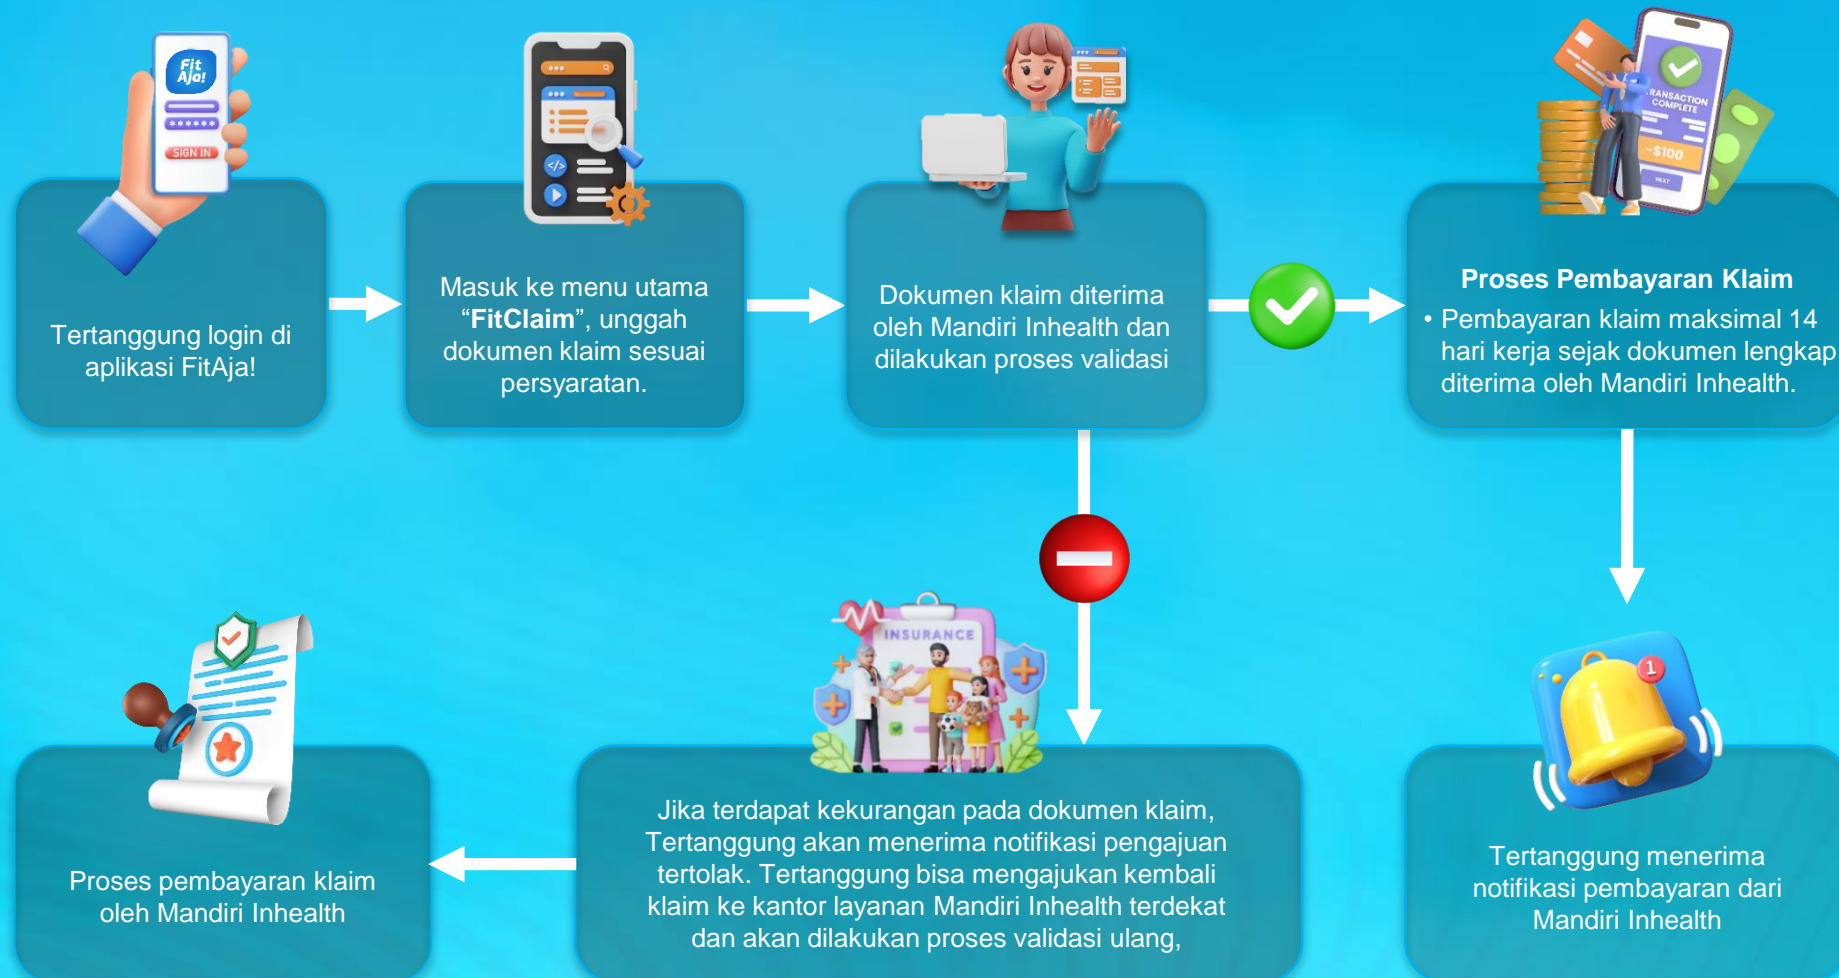 Fit
Aja!
******
SIGN IN
Tertanggung login di
aplikasi FitAja!
Masuk ke menu utama
“FitClaim”, unggah
dokumen klaim sesuai
persyaratan.
Dokumen klaim diterima
oleh Mandiri Inhealth dan
dilakukan proses validasi
TRANSACTION
COMPLETE
-$100
NEXT
Proses Pembayaran Klaim
• Pembayaran klaim maksimal 14
hari kerja sejak dokumen lengkap
diterima oleh Mandiri Inhealth.
INSURANCE
Jika terdapat kekurangan pada dokumen klaim,
Tertanggung akan menerima notifikasi pengajuan
tertolak. Tertanggung bisa mengajukan kembali
klaim ke kantor layanan Mandiri Inhealth terdekat
dan akan dilakukan proses validasi ulang,
Proses pembayaran klaim
oleh Mandiri Inhealth
1
Tertanggung menerima
notifikasi pembayaran dari
Mandiri Inhealth